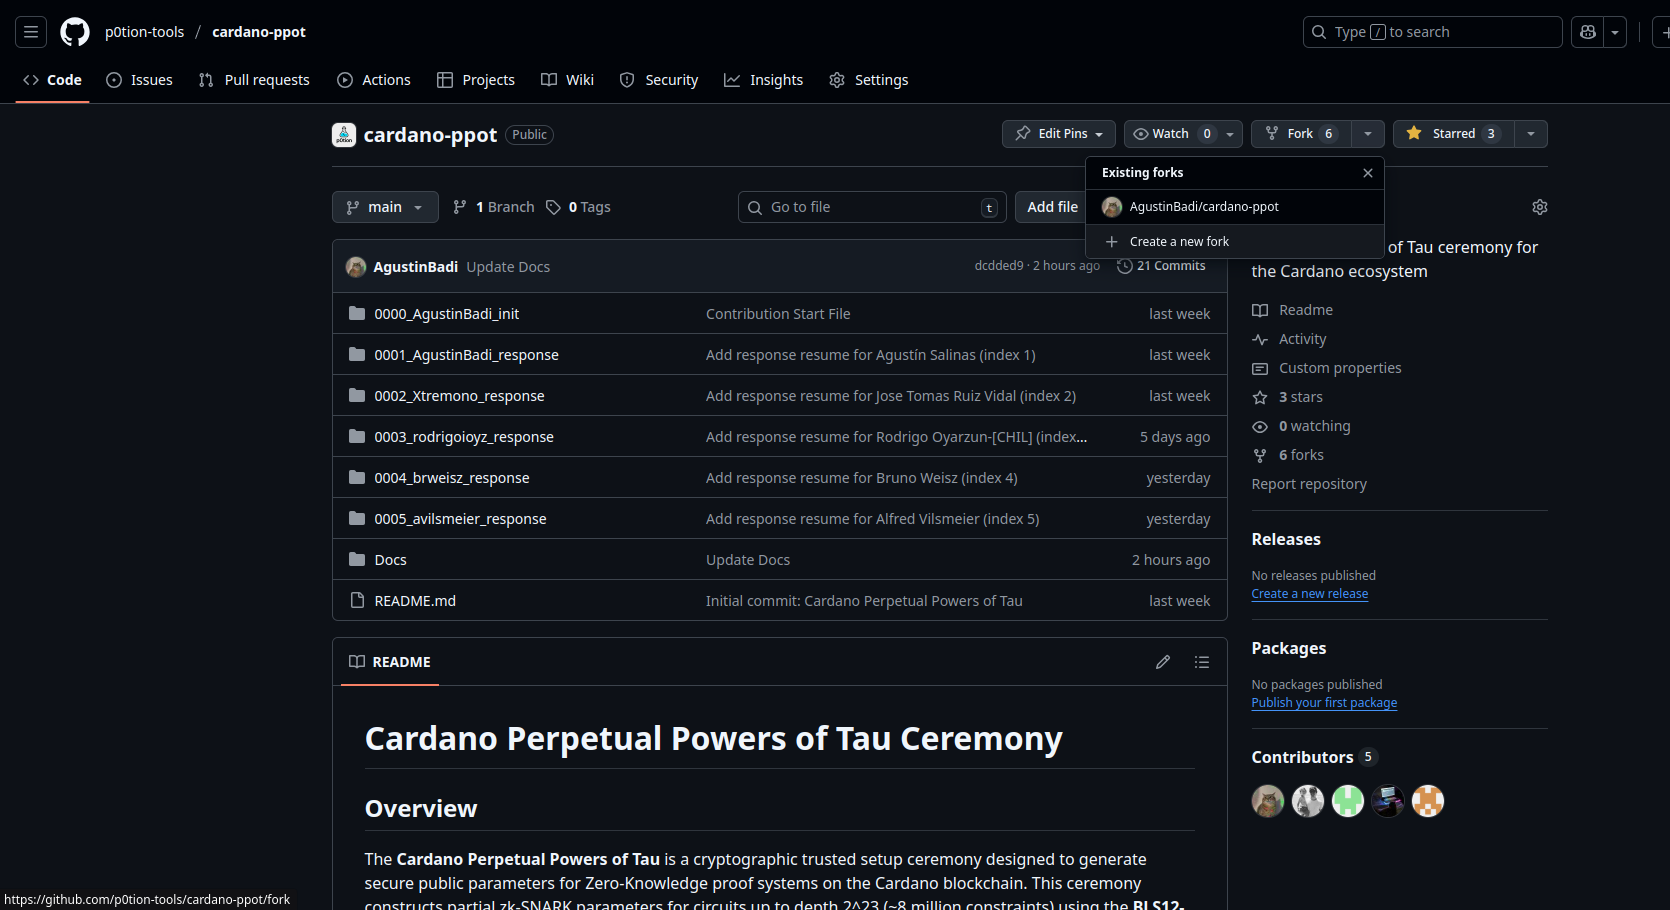 p0tion-tools / cardano-ppot
Type / to search
Code Issues Pull requests Actions Projects Wiki Security Insights Settings
cardano-ppot Public
Edit Pins Watch 0 Fork 6 Starred 3
Existing forks
AgustinBadi/cardano-ppot
Create a new fork
main 1 Branch 0 Tags
Go to file t
Add file
AgustinBadi Update Docs dcdded9 · 2 hours ago 21 Commits
0000_AgustinBadi_init Contribution Start File last week
0001_AgustinBadi_response Add response resume for Agustín Salinas (index 1) last week
0002_Xtremono_response Add response resume for Jose Tomas Ruiz Vidal (index 2) last week
0003_rodrigoioyz_response Add response resume for Rodrigo Oyarzun-[CHIL] (index... 5 days ago
0004_brweisz_response Add response resume for Bruno Weisz (index 4) yesterday
0005_avilsmeier_response Add response resume for Alfred Vilsmeier (index 5) yesterday
Docs Update Docs 2 hours ago
README.md Initial commit: Cardano Perpetual Powers of Tau last week
README
Cardano Perpetual Powers of Tau Ceremony
Overview
The Cardano Perpetual Powers of Tau is a cryptographic trusted setup ceremony designed to generate
secure public parameters for Zero-Knowledge proof systems on the Cardano blockchain. This ceremony
constructs partial zk-SNARK parameters for circuits up to depth 2^23 (~8 million constraints) using the BLS12-
of Tau ceremony for
the Cardano ecosystem
Readme
Activity
Custom properties
3 stars
0 watching
6 forks
Report repository
Releases
No releases published
Create a new release
Packages
No packages published
Publish your first package
Contributors 5
https://github.com/p0tion-tools/cardano-ppot/fork